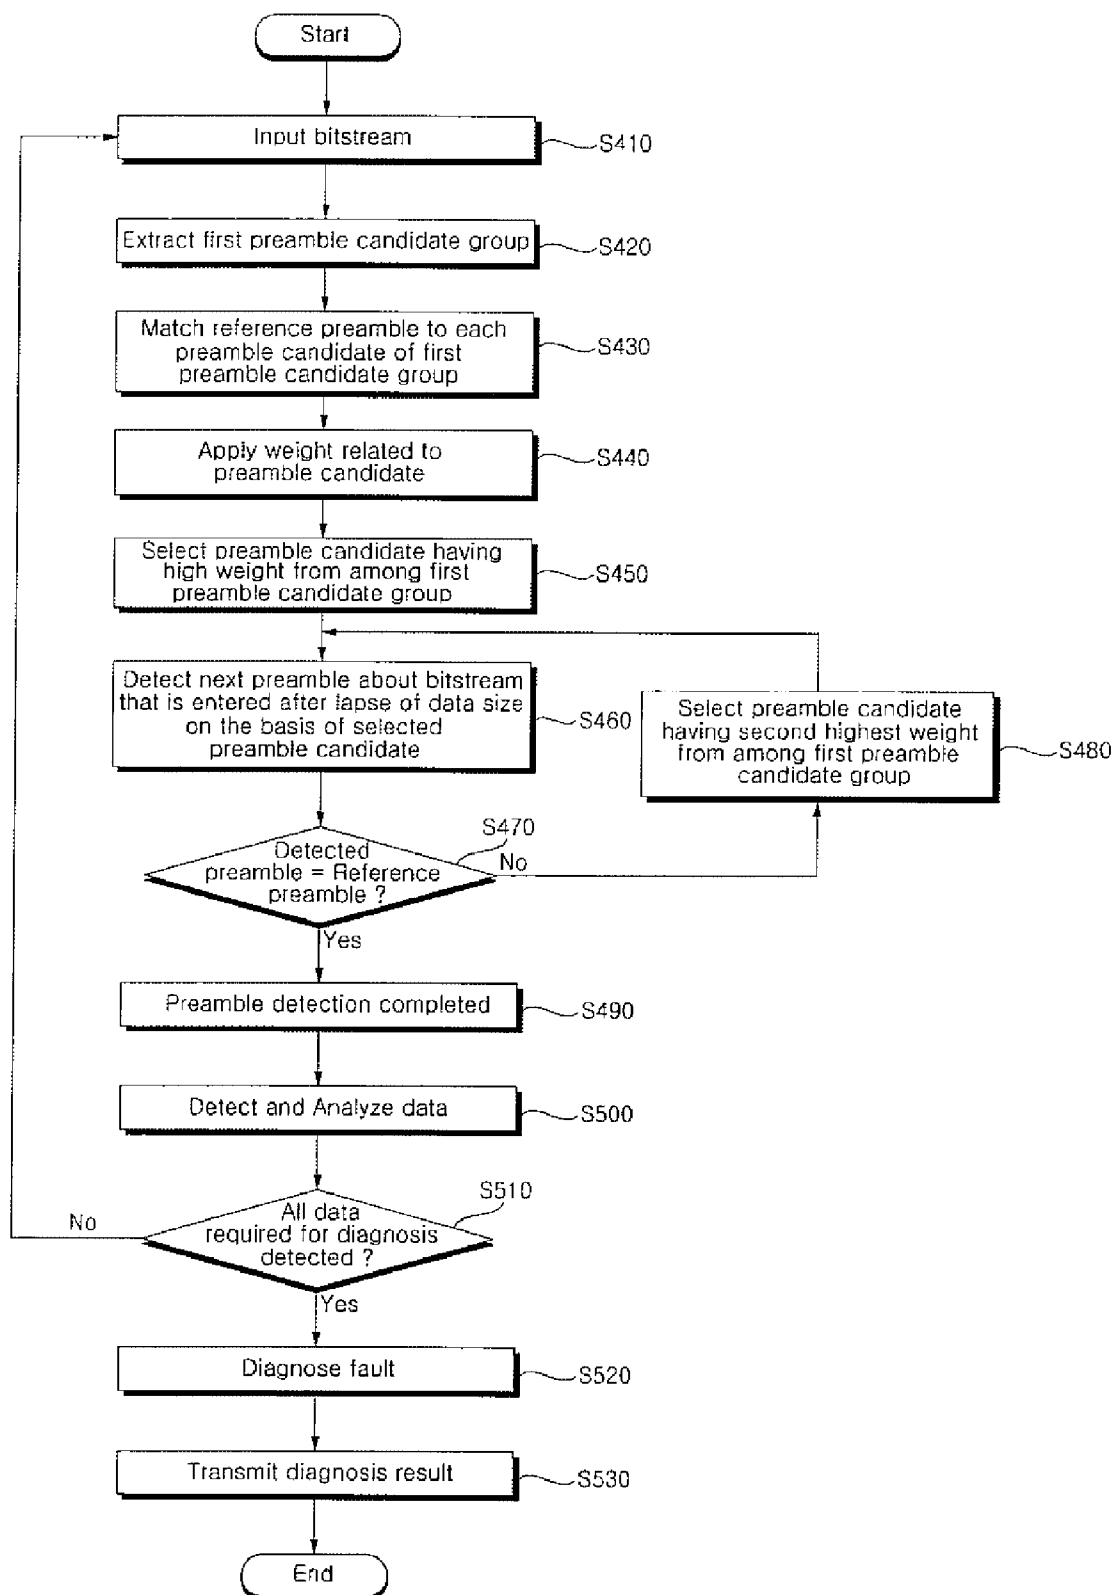 Start
Input bitstream
S410
Extract first preamble candidate group
S420
Match reference preamble to each
preamble candidate of first
preamble candidate group
S430
Apply weight related to
preamble candidate
S440
Select preamble candidate having
high weight from among first
preamble candidate group
S450
Detect next preamble about bitstream
that is entered after lapse of data size
on the basis of selected
preamble candidate
S460
Select preamble candidate
having second highest weight
from among first preamble
candidate group
S480
S470
Detected
preamble = Reference
preamble ?
No
Yes
Preamble detection completed
S490
Detect and Analyze data
S500
S510
All data
required for diagnosis
detected ?
No
Yes
Diagnose fault
S520
Transmit diagnosis result
S530
End